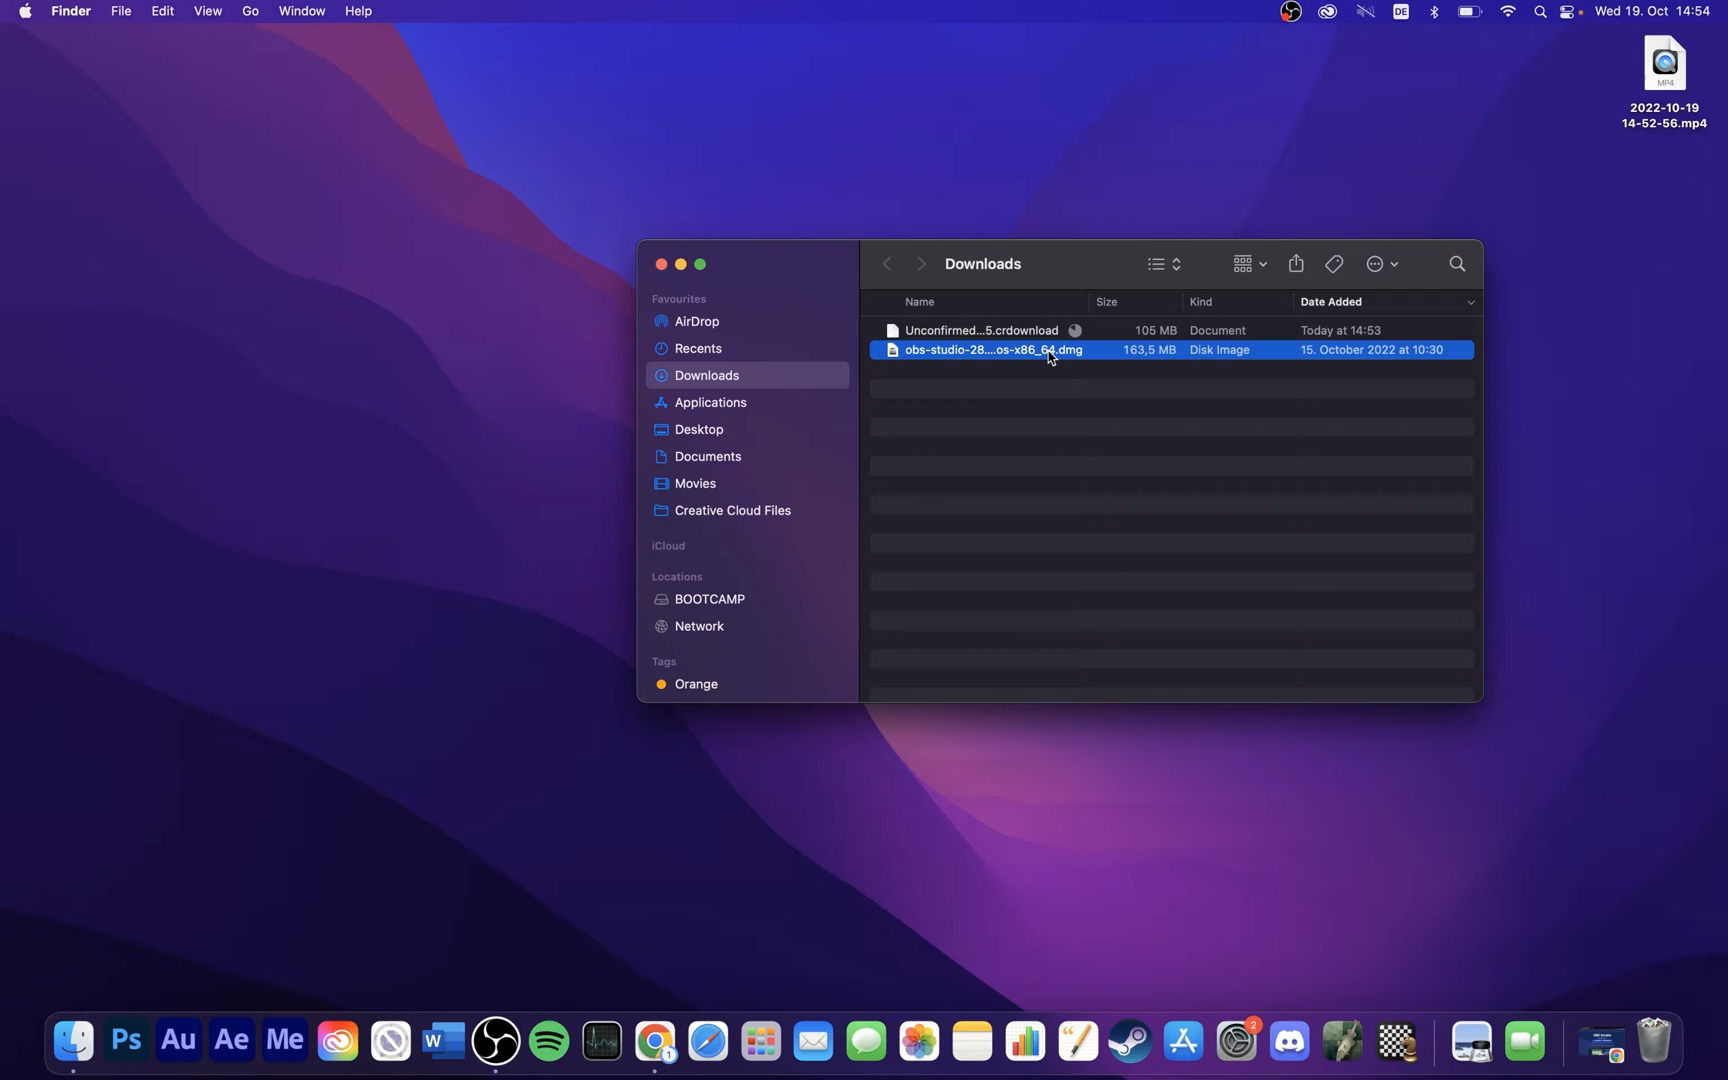 Finder File Edit View Go Window Help
DE Wed 19. Oct 14:54
MP4
2022-10-19
14-52-56.mp4
Downloads
Favourites
AirDrop
Recents
Downloads
Applications
Desktop
Documents
Movies
Creative Cloud Files
iCloud
Locations
BOOTCAMP
Network
Tags
Orange
Name Size Kind Date Added
Unconfirmed...5.crdownload 105 MB Document Today at 14:53
obs-studio-28....os-x86_64.dmg 163,5 MB Disk Image 15. October 2022 at 10:30
Ps Au Ae Me W 1 2